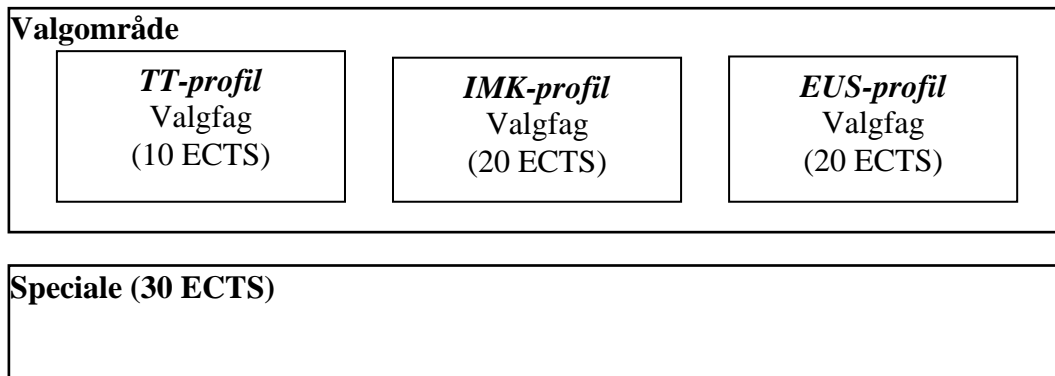 Valgområde
TT-profil
Valgfag
(10 ECTS)
IMK-profil
Valgfag
(20 ECTS)
EUS-profil
Valgfag
(20 ECTS)
Speciale (30 ECTS)